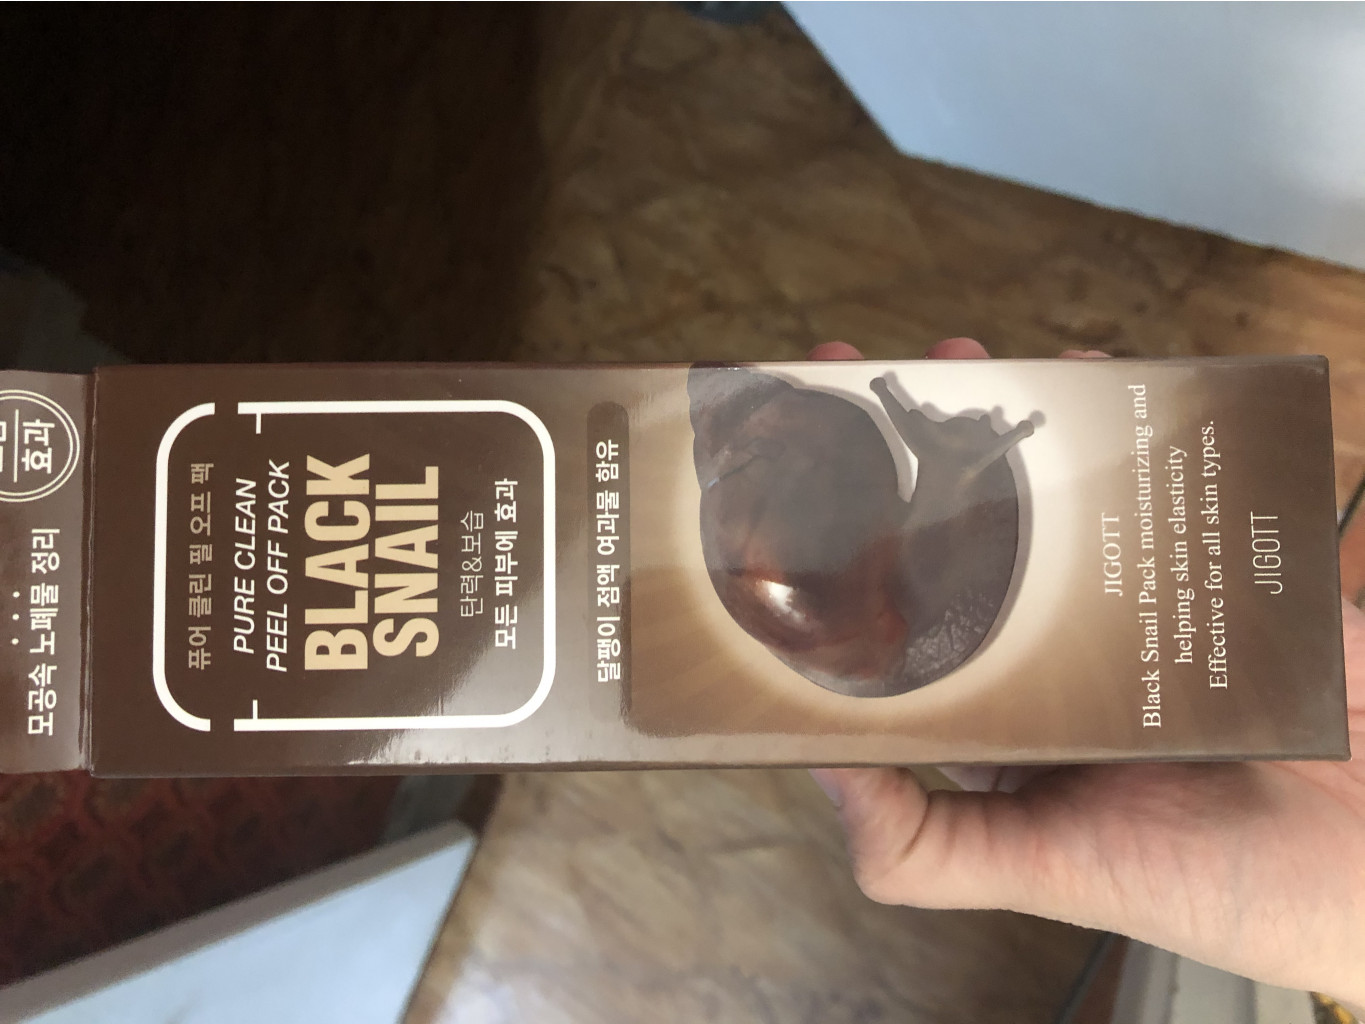 효과
모공속 노폐물 정리
퓨어 클린 필 오프 팩
PURE CLEAN
PEEL OFF PACK
BLACK
SNAIL
탄력&보습
모든 피부에 효과
달팽이 점액 여과물 함유
JIGOTT
Black Snail Pack moisturizing and
helping skin elasticity
Effective for all skin types.
JIGOTT